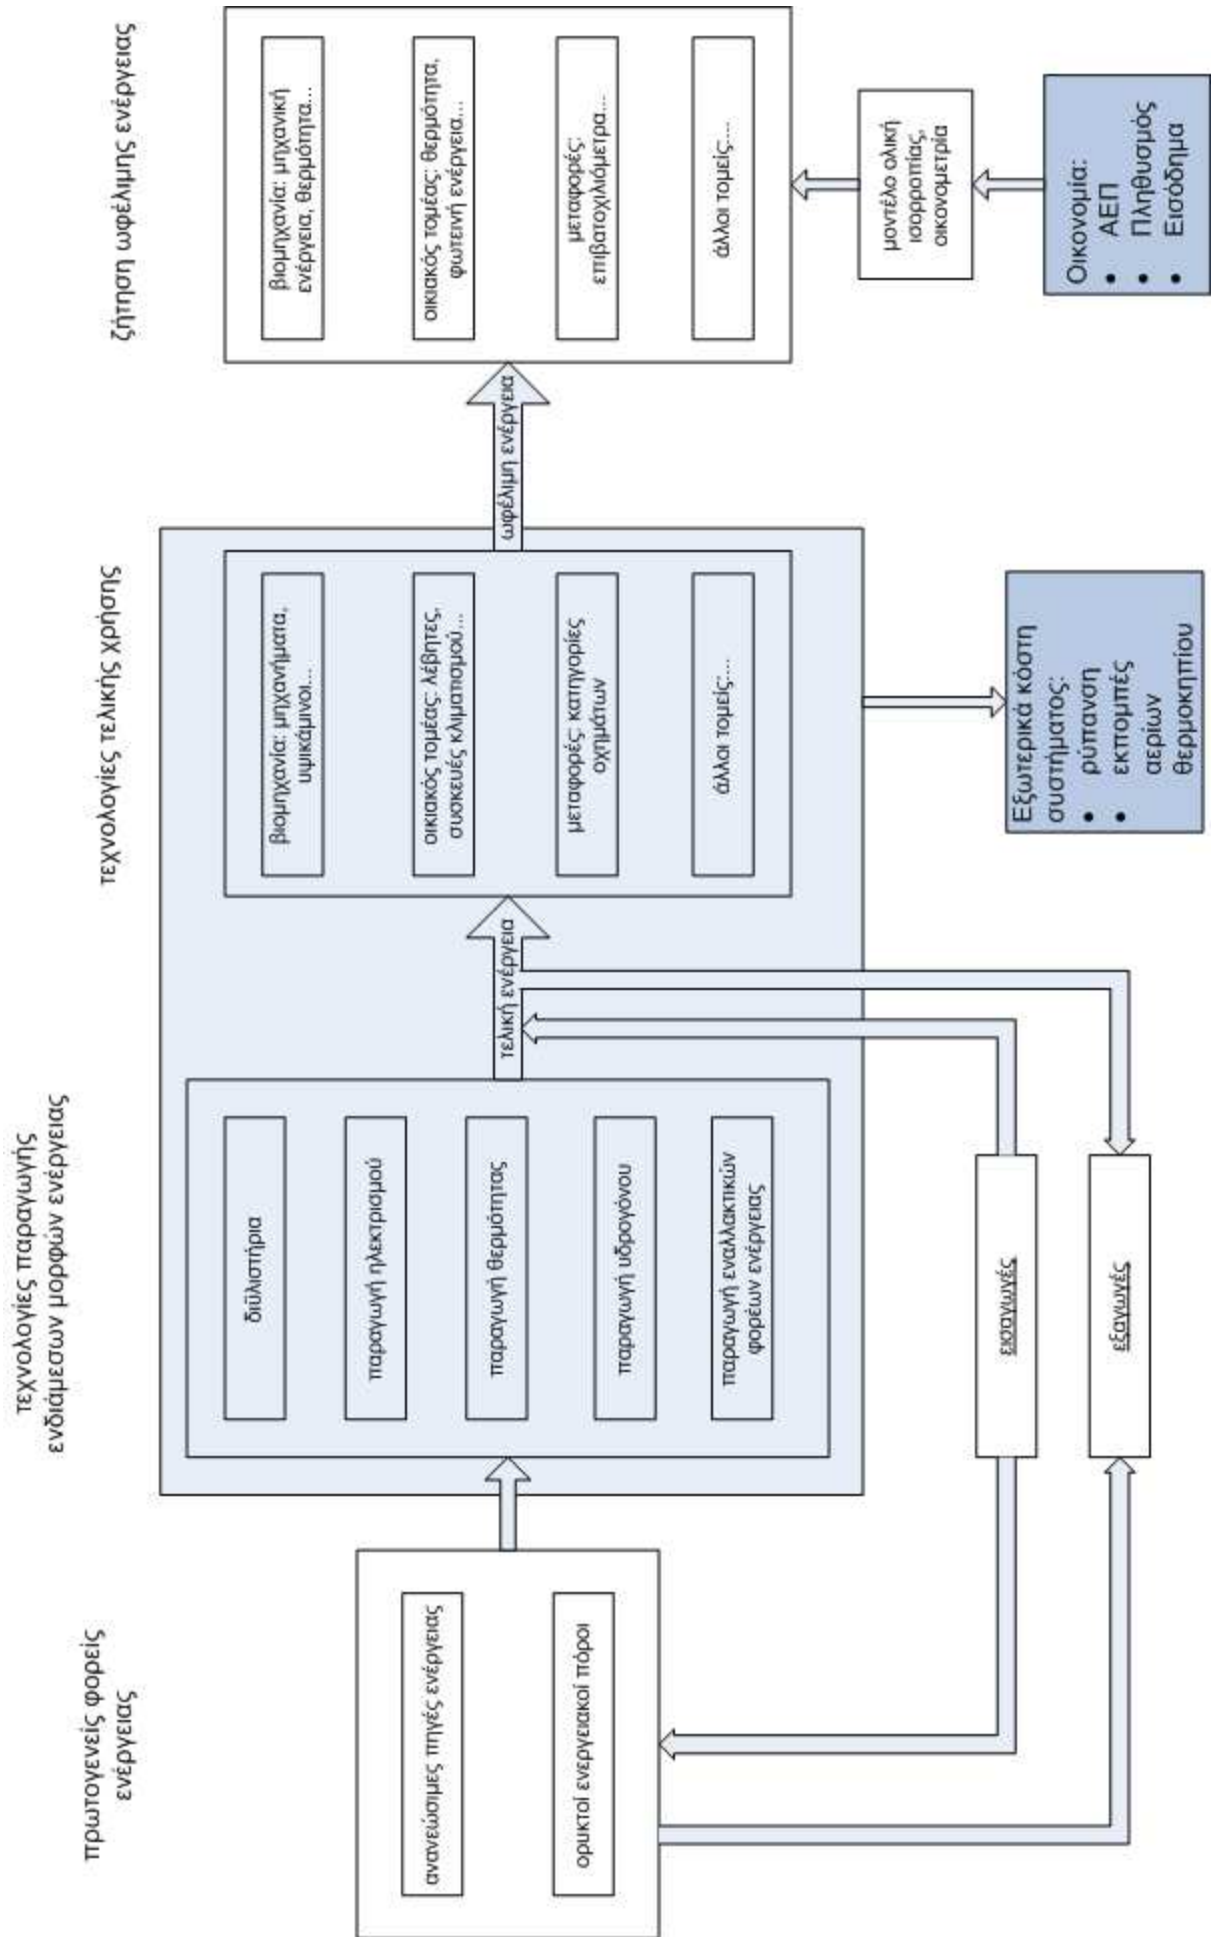 πρωτογενείς φορείς
ενέργειας
ανανεώσιμες πηγές ενέργειας
ορυκτοί ενεργειακοί πόροι
τεχνολογίες παραγωγής
ενδιάμεσων μορφών ενέργειας
διϋλιστήρια
παραγωγή ηλεκτρισμού
παραγωγή θερμότητας
παραγωγή υδρογόνου
παραγωγή εναλλακτικών
φορέων ενέργειας
τελική ενέργεια
τεχνολογίες τελικής χρήσης
βιομηχανία: μηχανήματα,
υψικάμινοι...
οικιακός τομέας: λέβητες,
συσκευές κλιματισμού...
μεταφορές: κατηγορίες
οχημάτων
άλλοι τομείς:...
ωφέλιμη ενέργεια
ζήτηση ωφέλιμης ενέργειας
βιομηχανία: μηχανική
ενέργεια, θερμότητα...
οικιακός τομέας: θερμότητα,
φωτεινή ενέργεια...
μεταφορές:
επιβατοχλιόμετρα...
άλλοι τομείς:...
εισαγωγές
εξαγωγές
Εξωτερικά κόστη
συστήματος:
• ρύπανση
• εκπομπές
αερίων
θερμοκηπίου
μοντέλο ολική
ισορροπίας,
οικονομετρία
Οικονομία:
• ΑΕΠ
• Πληθυσμός
• Εισόδημα